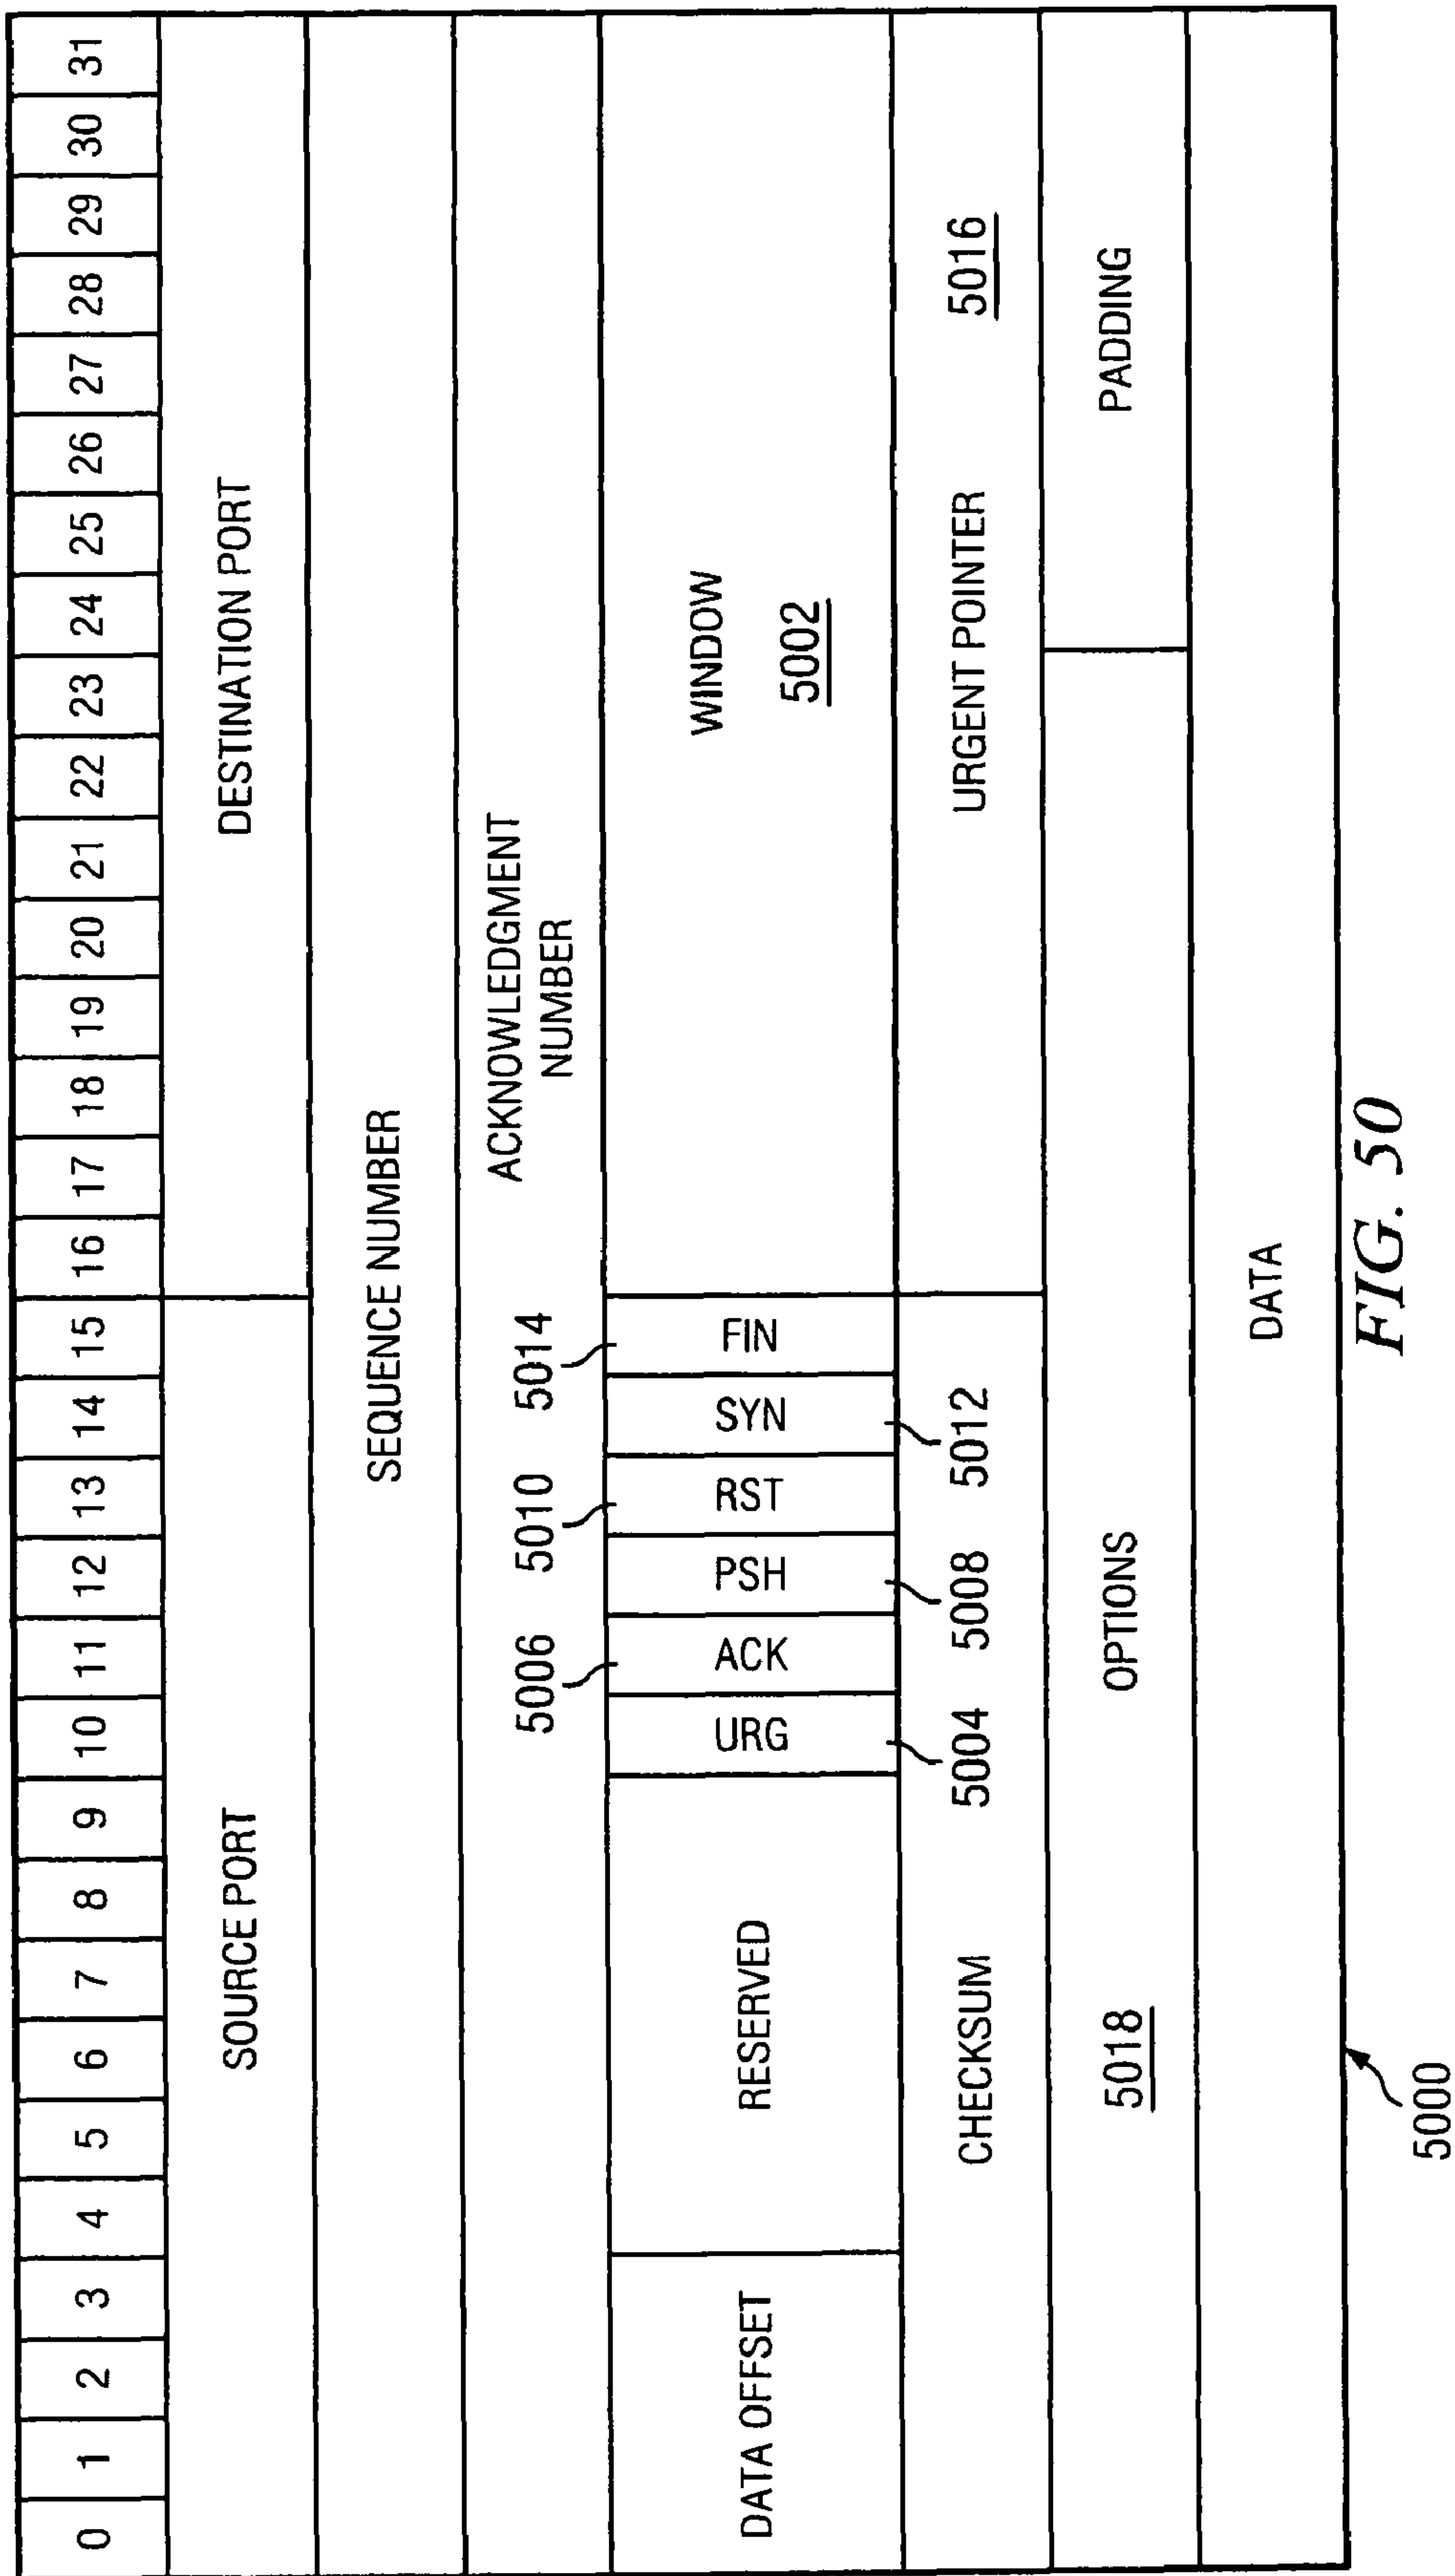 0 1 2 3 4 5 6 7 8 9 10 11 12 13 14 15 16 17 18 19 20 21 22 23 24 25 26 27 28 29 30 31
SOURCE PORT DESTINATION PORT
SEQUENCE NUMBER
ACKNOWLEDGMENT
NUMBER
5006 5010 5014
DATA OFFSET RESERVED URG ACK PSH RST SYN FIN WINDOW
5002
CHECKSUM 5004 5008 5012 URGENT POINTER 5016
OPTIONS PADDING
5018
DATA
5000
FIG. 50